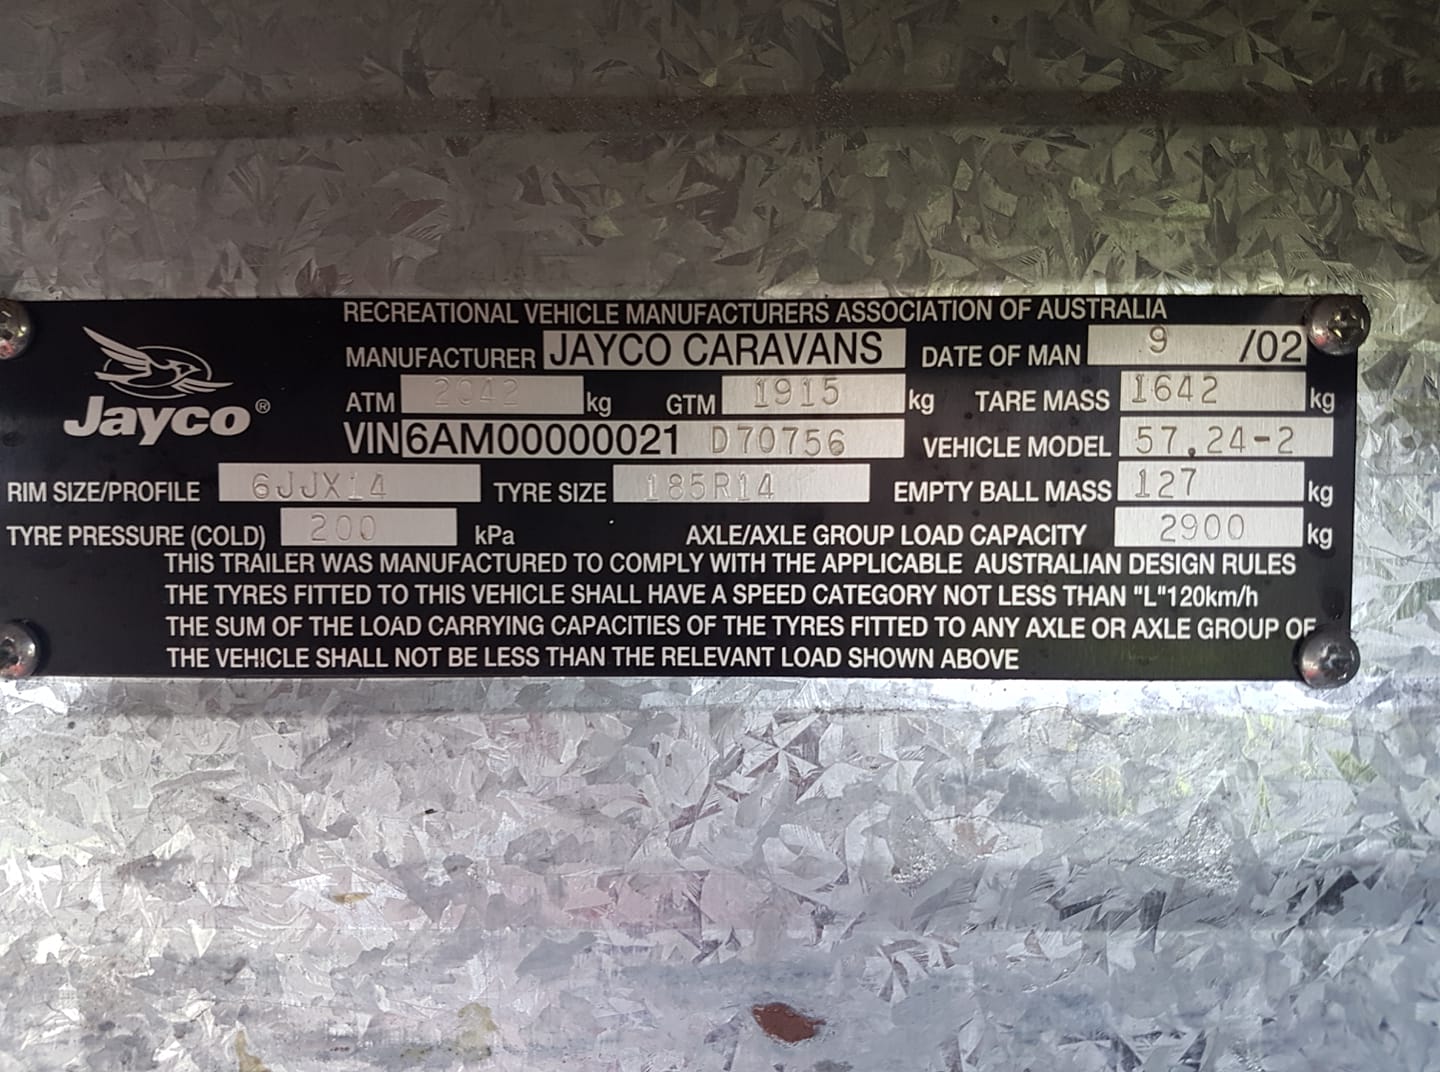 RECREATIONAL VEHICLE MANUFACTURERS ASSOCIATION OF AUSTRALIA
MANUFACTURER JAYCO CARAVANS DATE OF MAN 9 /02
Jayco®
ATM 2042 kg GTM 1915 kg TARE MASS 1642 kg
VIN 6AM00000021 D70756 VEHICLE MODEL 57.24-2
RIM SIZE/PROFILE 6JJX14 TYRE SIZE 185R14 EMPTY BALL MASS 127 kg
TYRE PRESSURE (COLD) 200 kPa AXLE/AXLE GROUP LOAD CAPACITY 2900 kg
THIS TRAILER WAS MANUFACTURED TO COMPLY WITH THE APPLICABLE AUSTRALIAN DESIGN RULES
THE TYRES FITTED TO THIS VEHICLE SHALL HAVE A SPEED CATEGORY NOT LESS THAN "L"120km/h
THE SUM OF THE LOAD CARRYING CAPACITIES OF THE TYRES FITTED TO ANY AXLE OR AXLE GROUP OF
THE VEHICLE SHALL NOT BE LESS THAN THE RELEVANT LOAD SHOWN ABOVE